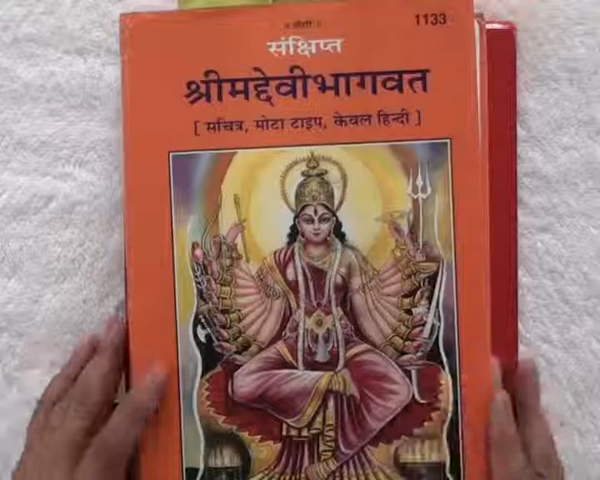 1133
संक्षिप्त
श्रीमद्देवीभागवत
[ सचित्र, मोटा टाइप, केवल हिन्दी ]